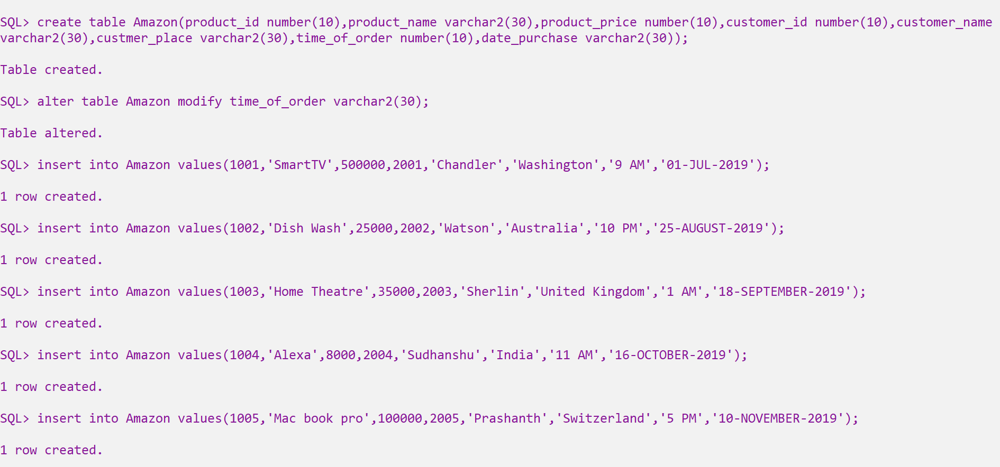 SQL> create table Amazon(product_id number(10),product_name varchar2(30),product_price number(10),customer_id number(10),customer_name
varchar2(30),custmer_place varchar2(30),time_of_order number(10),date_purchase varchar2(30));
Table created.
SQL> alter table Amazon modify time_of_order varchar2(30);
Table altered.
SQL> insert into Amazon values(1001,'SmartTV',500000,2001,'Chandler','Washington','9 AM','01-JUL-2019');
1 row created.
SQL> insert into Amazon values(1002,'Dish Wash',25000,2002,'Watson','Australia','10 PM','25-AUGUST-2019');
1 row created.
SQL> insert into Amazon values(1003,'Home Theatre',35000,2003,'Sherlin','United Kingdom','1 AM','18-SEPTEMBER-2019');
1 row created.
SQL> insert into Amazon values(1004,'Alexa',8000,2004,'Sudhanshu','India','11 AM','16-OCTOBER-2019');
1 row created.
SQL> insert into Amazon values(1005,'Mac book pro',100000,2005,'Prashanth','Switzerland','5 PM','10-NOVEMBER-2019');
1 row created.